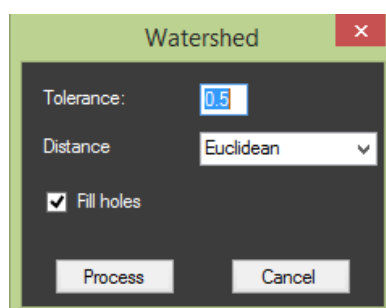 Watershed
Tolerance: 0.5
Distance Euclidean
Fill holes
Process Cancel